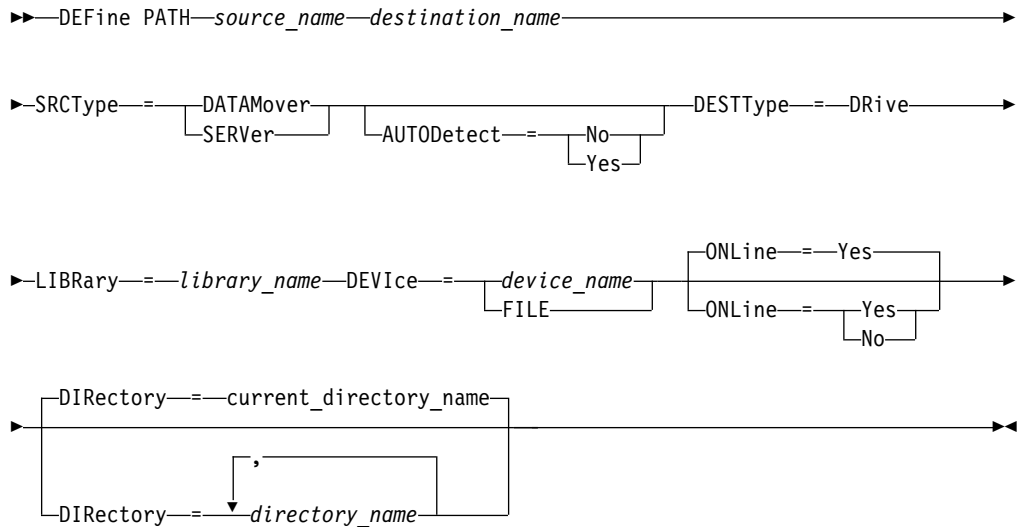 DEFine PATH source_name destination_name
SRCType = DATAMover DESTType = DRive
SERVer AUTODetect = No
Yes
ONLine = Yes
LIBRary = library_name DEVIce = device_name
FILE ONLine = Yes
No
DIRectory = current_directory_name
,
DIRectory = directory_name